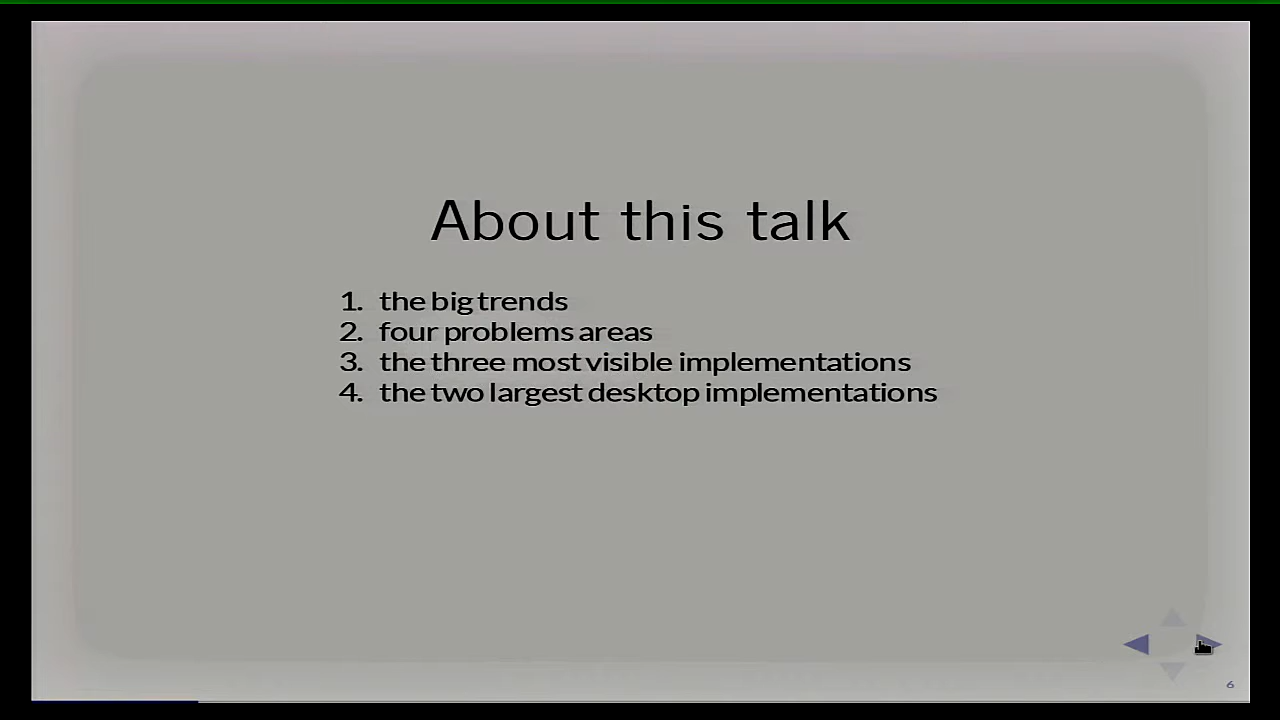 About this talk
1. the big trends
2. four problems areas
3. the three most visible implementations
4. the two largest desktop implementations
6